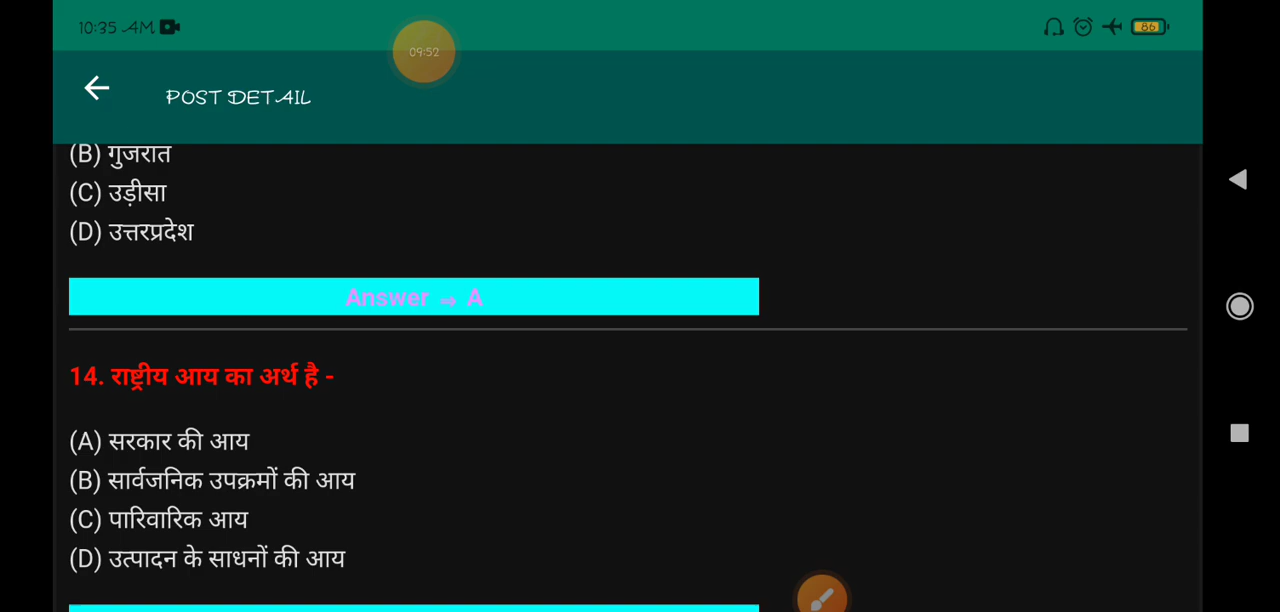 10:35 AM
86
09:52
POST DETAIL
(B) गुजरात
(C) उड़ीसा
(D) उत्तरप्रदेश
Answer ⇒ A
14. राष्ट्रीय आय का अर्थ है -
(A) सरकार की आय
(B) सार्वजनिक उपक्रमों की आय
(C) पारिवारिक आय
(D) उत्पादन के साधनों की आय